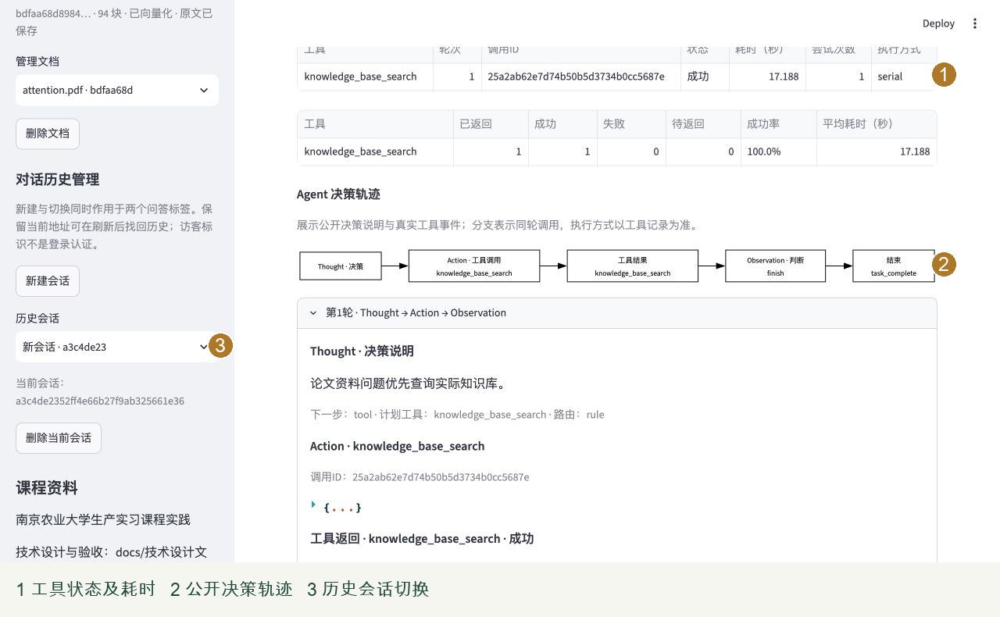 bdfaa68d8984... · 94 块 · 已向量化 · 原文已
保存
管理文档
attention.pdf · bdfaa68d
删除文档
对话历史管理
新建与切换同时作用于两个问答标签。保
留当前地址可在刷新后找回历史；访客标
识不是登录认证。
新建会话
历史会话
新会话 · a3c4de23
3
当前会话：
a3c4de2352ff4e66b27f9ab325661e36
删除当前会话
课程资料
南京农业大学生产实习课程实践
技术设计与验收：docs/技术设计文
Deploy
工具 轮次 调用ID 状态 耗时（秒） 尝试次数 执行方式
knowledge_base_search 1 25a2ab62e7d74b50b5d3734b0cc5687e 成功 17.188 1 serial
1
工具 已返回 成功 失败 待返回 成功率 平均耗时（秒）
knowledge_base_search 1 1 0 0 100.0% 17.188
Agent 决策轨迹
展示公开决策说明与真实工具事件；分支表示同轮调用，执行方式以工具记录为准。
Thought · 决策
Action · 工具调用
knowledge_base_search
工具结果
knowledge_base_search
Observation · 判断
finish
结束
task_complete
2
第1轮 · Thought → Action → Observation
Thought · 决策说明
论文资料问题优先查询实际知识库。
下一步：tool · 计划工具：knowledge_base_search · 路由：rule
Action · knowledge_base_search
调用ID：25a2ab62e7d74b50b5d3734b0cc5687e
{...}
工具返回 · knowledge_base_search · 成功
1 工具状态及耗时 2 公开决策轨迹 3 历史会话切换